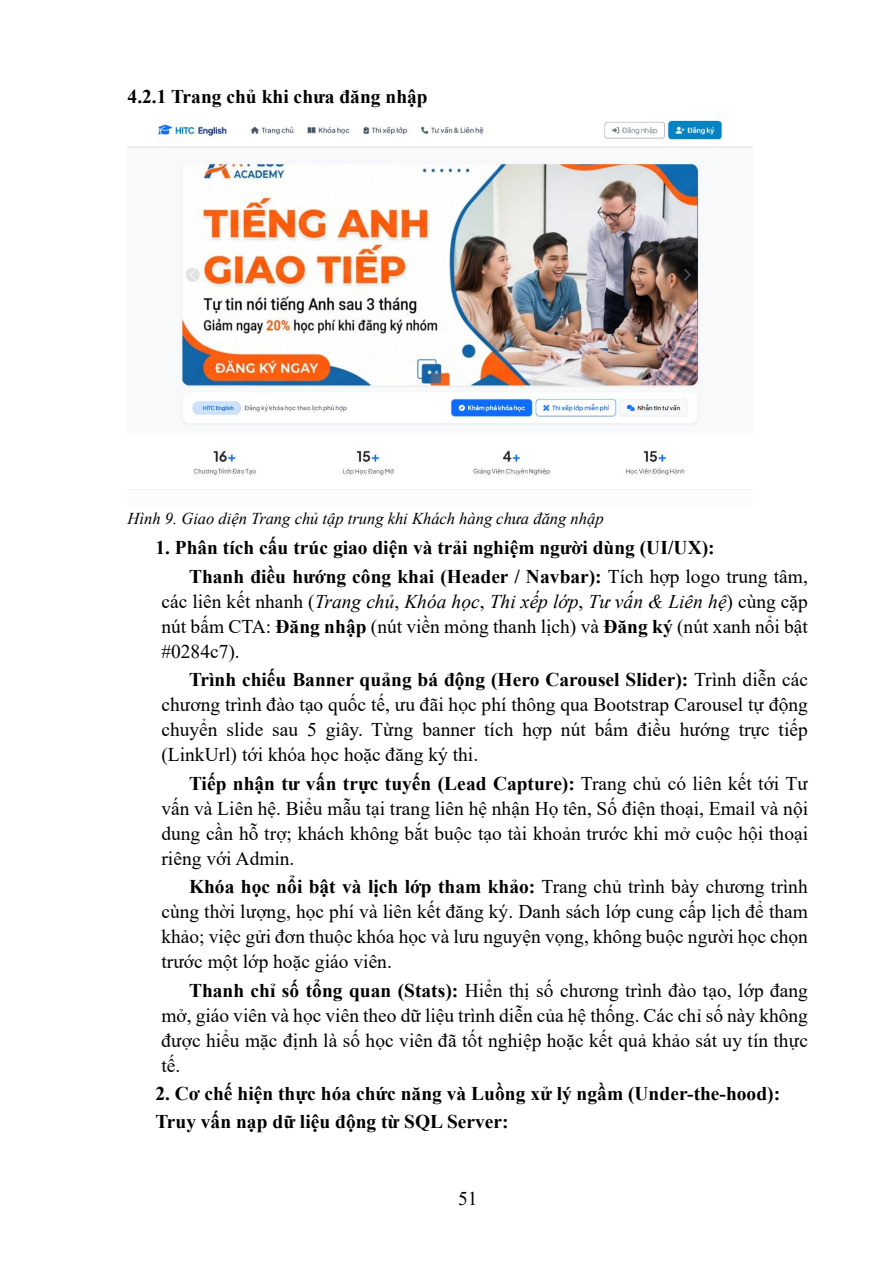 4.2.1 Trang chủ khi chưa đăng nhập
HITC English Trang chủ Khóa học Thi xếp lớp Tư vấn & Liên hệ Đăng nhập Đăng ký
ACADEMY
TIẾNG ANH
GIAO TIẾP
Tự tin nói tiếng Anh sau 3 tháng
Giảm ngay 20% học phí khi đăng ký nhóm
ĐĂNG KÝ NGAY
HITC English Đăng ký khóa học theo lịch phù hợp Khám phá khóa học Thi xếp lớp miễn phí Nhắn tin tư vấn
16+ 15+ 4+ 15+
Chương Trình Đào Tạo Lớp Học Đang Mở Giảng Viên Chuyên Nghiệp Học Viên Đồng Hành
Hình 9. Giao diện Trang chủ tập trung khi Khách hàng chưa đăng nhập
1. Phân tích cấu trúc giao diện và trải nghiệm người dùng (UI/UX):
Thanh điều hướng công khai (Header / Navbar): Tích hợp logo trung tâm,
các liên kết nhanh (Trang chủ, Khóa học, Thi xếp lớp, Tư vấn & Liên hệ) cùng cặp
nút bấm CTA: Đăng nhập (nút viền mỏng thanh lịch) và Đăng ký (nút xanh nổi bật
#0284c7).
Trình chiếu Banner quảng bá động (Hero Carousel Slider): Trình diễn các
chương trình đào tạo quốc tế, ưu đãi học phí thông qua Bootstrap Carousel tự động
chuyển slide sau 5 giây. Từng banner tích hợp nút bấm điều hướng trực tiếp
(LinkUrl) tới khóa học hoặc đăng ký thi.
Tiếp nhận tư vấn trực tuyến (Lead Capture): Trang chủ có liên kết tới Tư
vấn và Liên hệ. Biểu mẫu tại trang liên hệ nhận Họ tên, Số điện thoại, Email và nội
dung cần hỗ trợ; khách không bắt buộc tạo tài khoản trước khi mở cuộc hội thoại
riêng với Admin.
Khóa học nổi bật và lịch lớp tham khảo: Trang chủ trình bày chương trình
cùng thời lượng, học phí và liên kết đăng ký. Danh sách lớp cung cấp lịch để tham
khảo; việc gửi đơn thuộc khóa học và lưu nguyện vọng, không buộc người học chọn
trước một lớp hoặc giáo viên.
Thanh chỉ số tổng quan (Stats): Hiển thị số chương trình đào tạo, lớp đang
mở, giáo viên và học viên theo dữ liệu trình diễn của hệ thống. Các chỉ số này không
được hiểu mặc định là số học viên đã tốt nghiệp hoặc kết quả khảo sát uy tín thực
tế.
2. Cơ chế hiện thực hóa chức năng và Luồng xử lý ngầm (Under-the-hood):
Truy vấn nạp dữ liệu động từ SQL Server:
51